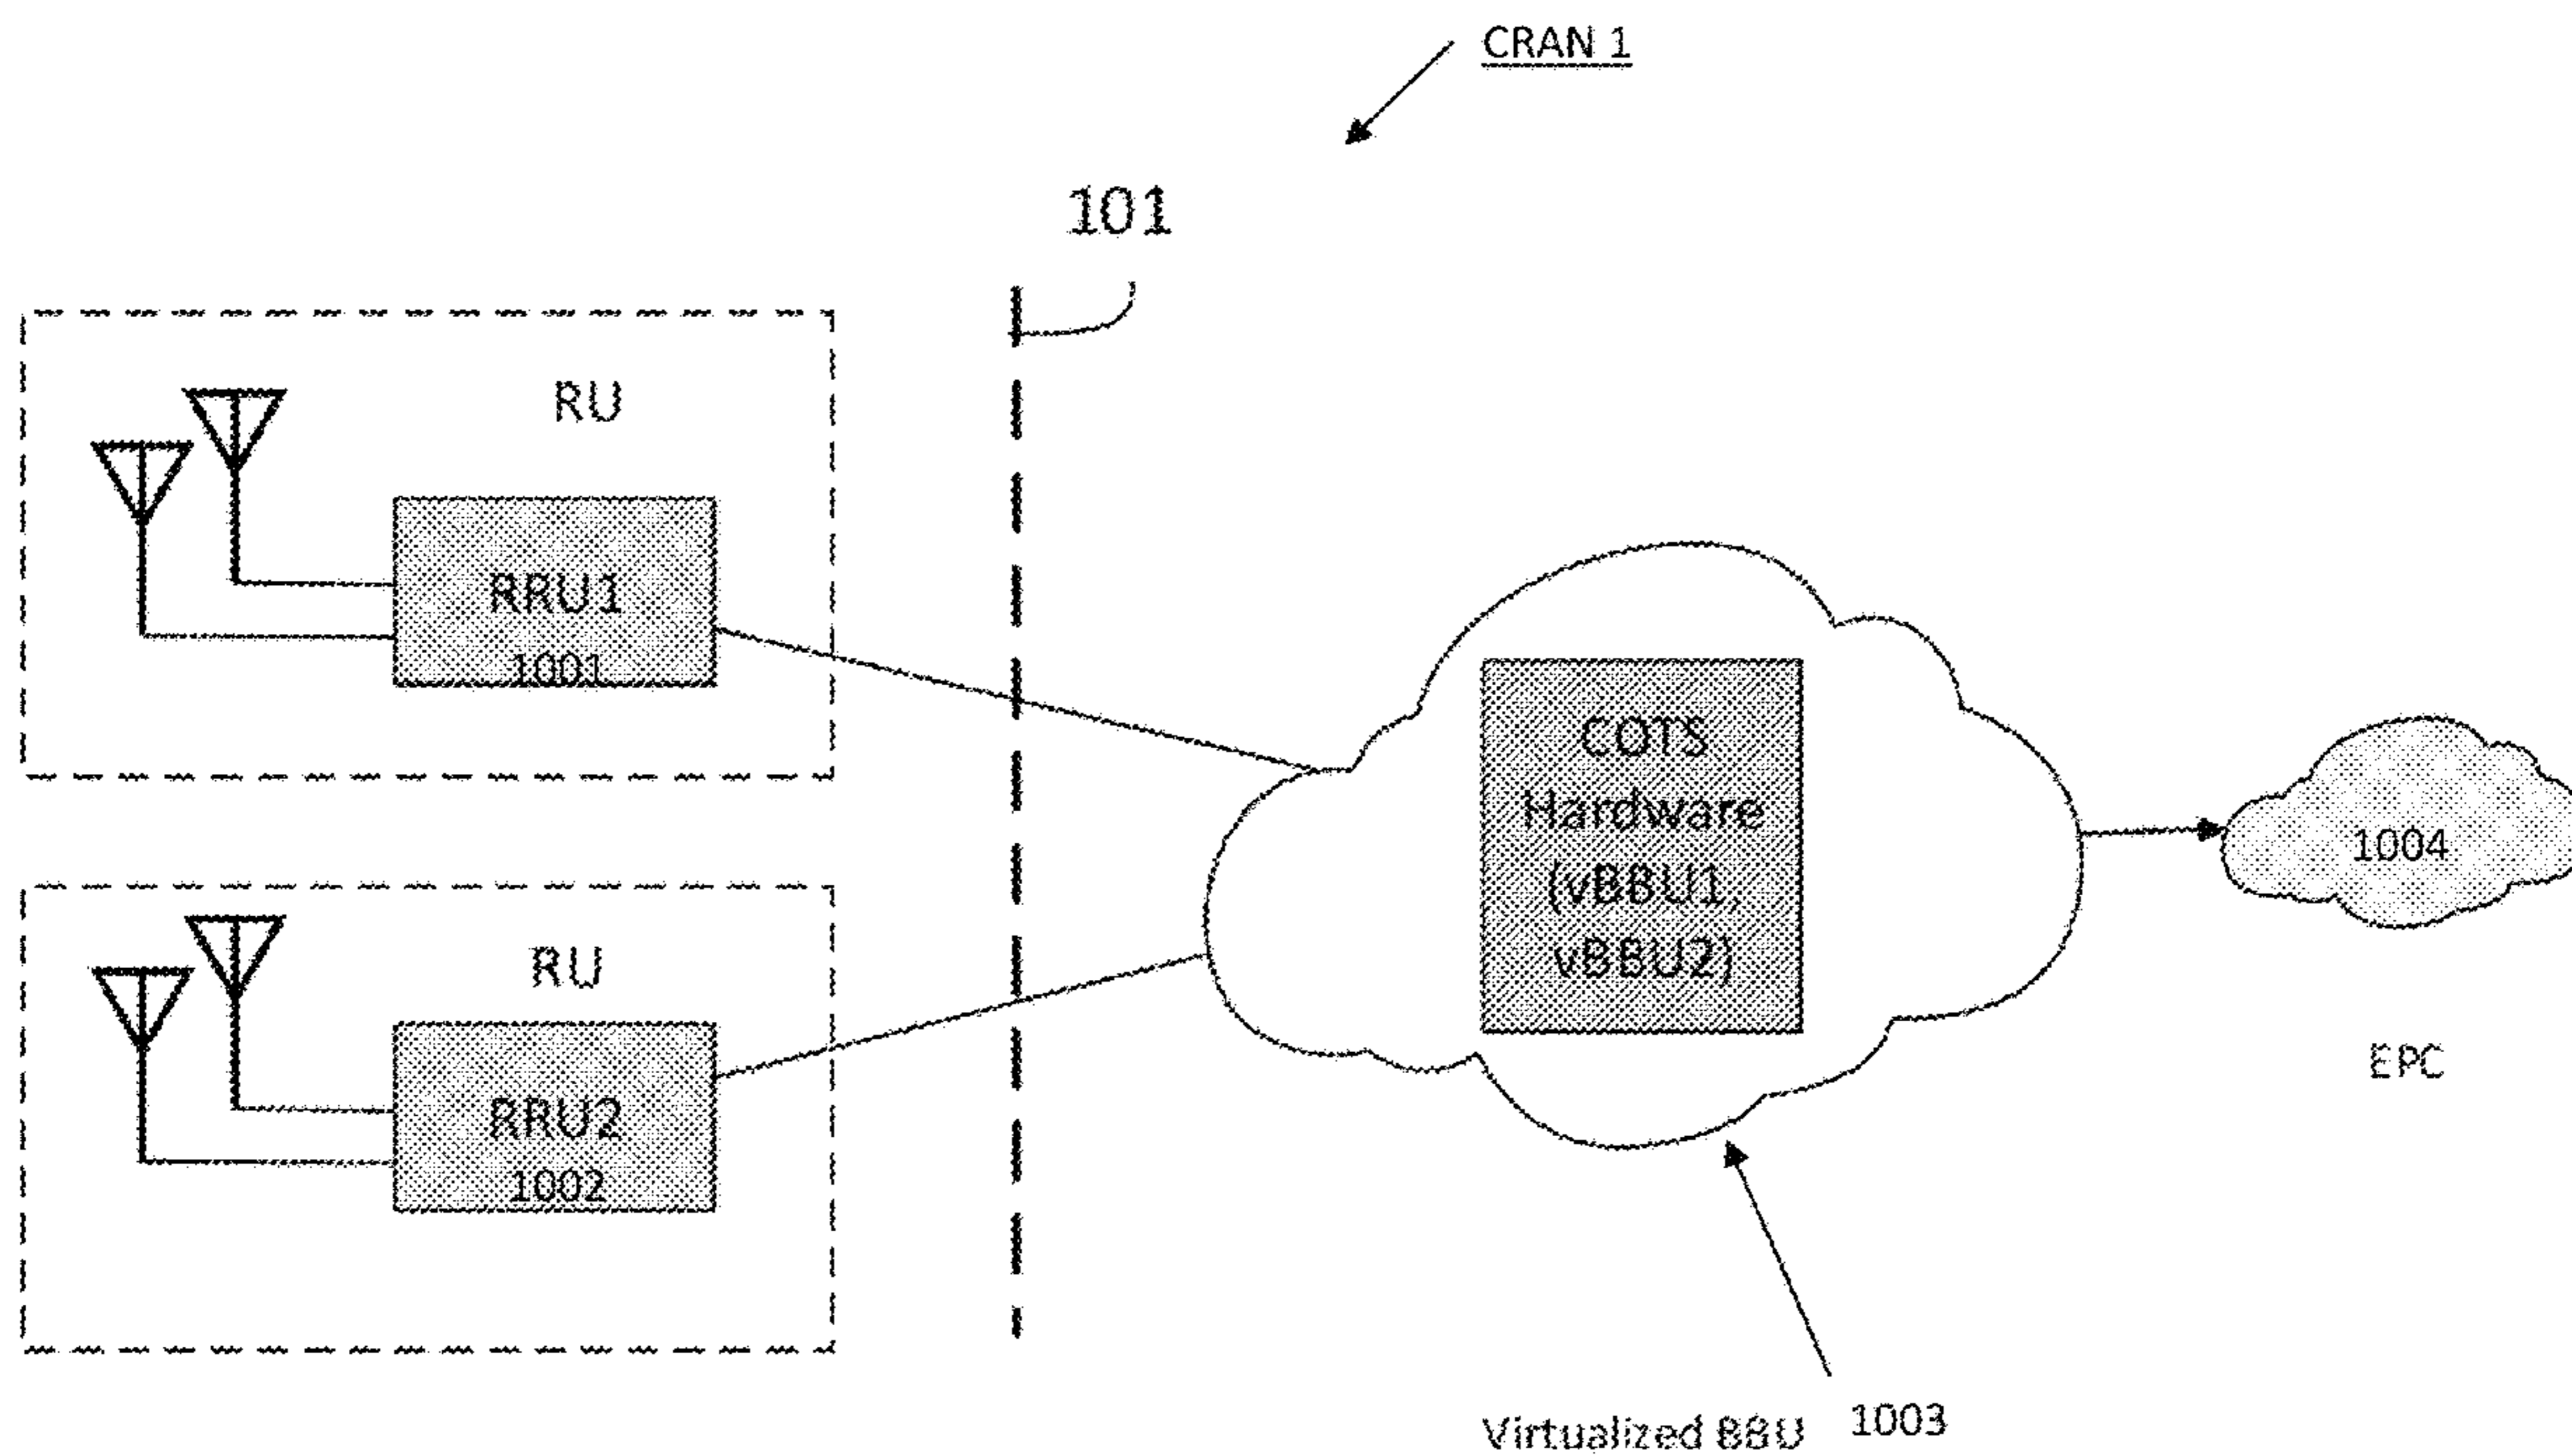 CRAN 1
101
RU
RRU1
1001
RU
RRU2
1002
COTS
Hardware
(vBBU1,
vBBU2)
1004
EPC
Virtualized BBU 1003